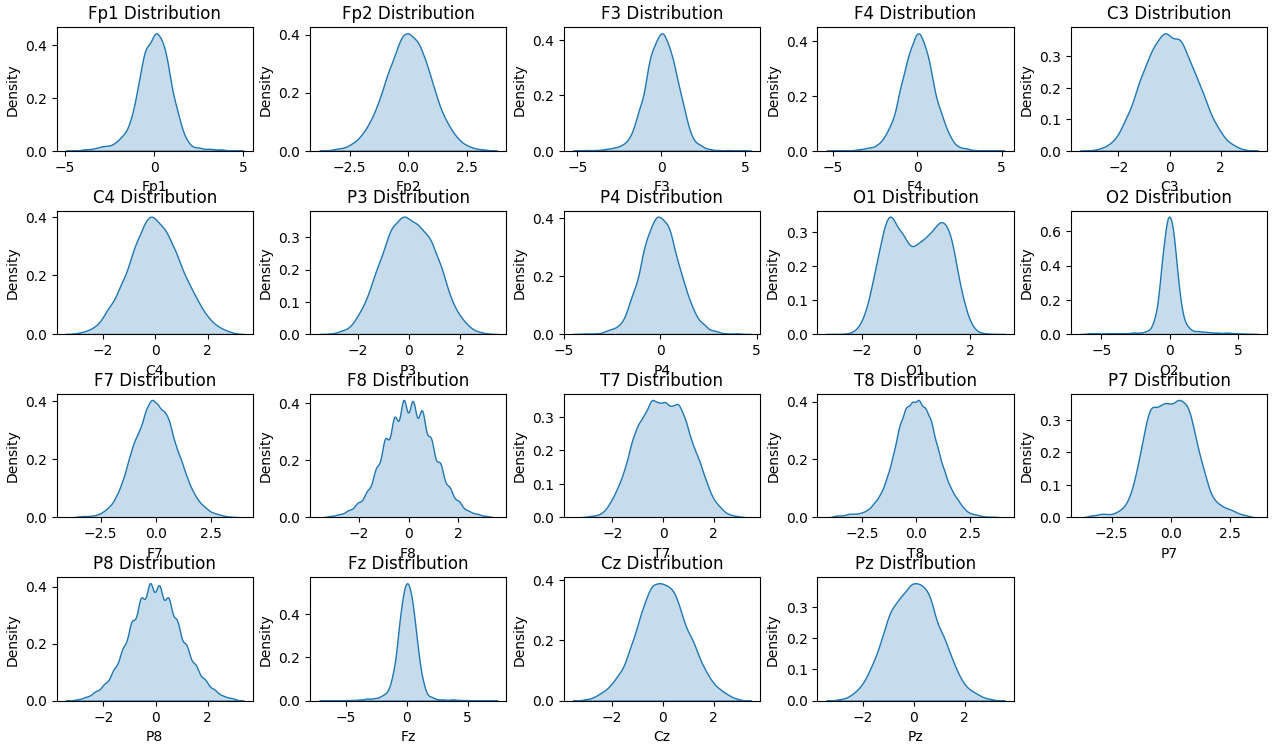 Fp1 Distribution
Density
0.4
0.2
0.0
−5 0 5
Fp1
Fp2 Distribution
Density
0.4
0.2
0.0
−2.5 0.0 2.5
Fp2
F3 Distribution
Density
0.4
0.2
0.0
−5 0 5
F3
F4 Distribution
Density
0.4
0.2
0.0
−5 0 5
F4
C3 Distribution
Density
0.3
0.2
0.1
0.0
−2 0 2
C3
C4 Distribution
Density
0.4
0.2
0.0
−2 0 2
C4
P3 Distribution
Density
0.3
0.2
0.1
0.0
−2 0 2
P3
P4 Distribution
Density
0.4
0.2
0.0
−5 0 5
P4
O1 Distribution
Density
0.3
0.2
0.1
0.0
−2 0 2
O1
O2 Distribution
Density
0.6
0.4
0.2
0.0
−5 0 5
O2
F7 Distribution
Density
0.4
0.2
0.0
−2.5 0.0 2.5
F7
F8 Distribution
Density
0.4
0.2
0.0
−2 0 2
F8
T7 Distribution
Density
0.3
0.2
0.1
0.0
−2 0 2
T7
T8 Distribution
Density
0.4
0.2
0.0
−2.5 0.0 2.5
T8
P7 Distribution
Density
0.3
0.2
0.1
0.0
−2.5 0.0 2.5
P7
P8 Distribution
Density
0.4
0.2
0.0
−2 0 2
P8
Fz Distribution
Density
0.4
0.2
0.0
−5 0 5
Fz
Cz Distribution
Density
0.4
0.2
0.0
−2 0 2
Cz
Pz Distribution
Density
0.3
0.2
0.1
0.0
−2 0 2
Pz